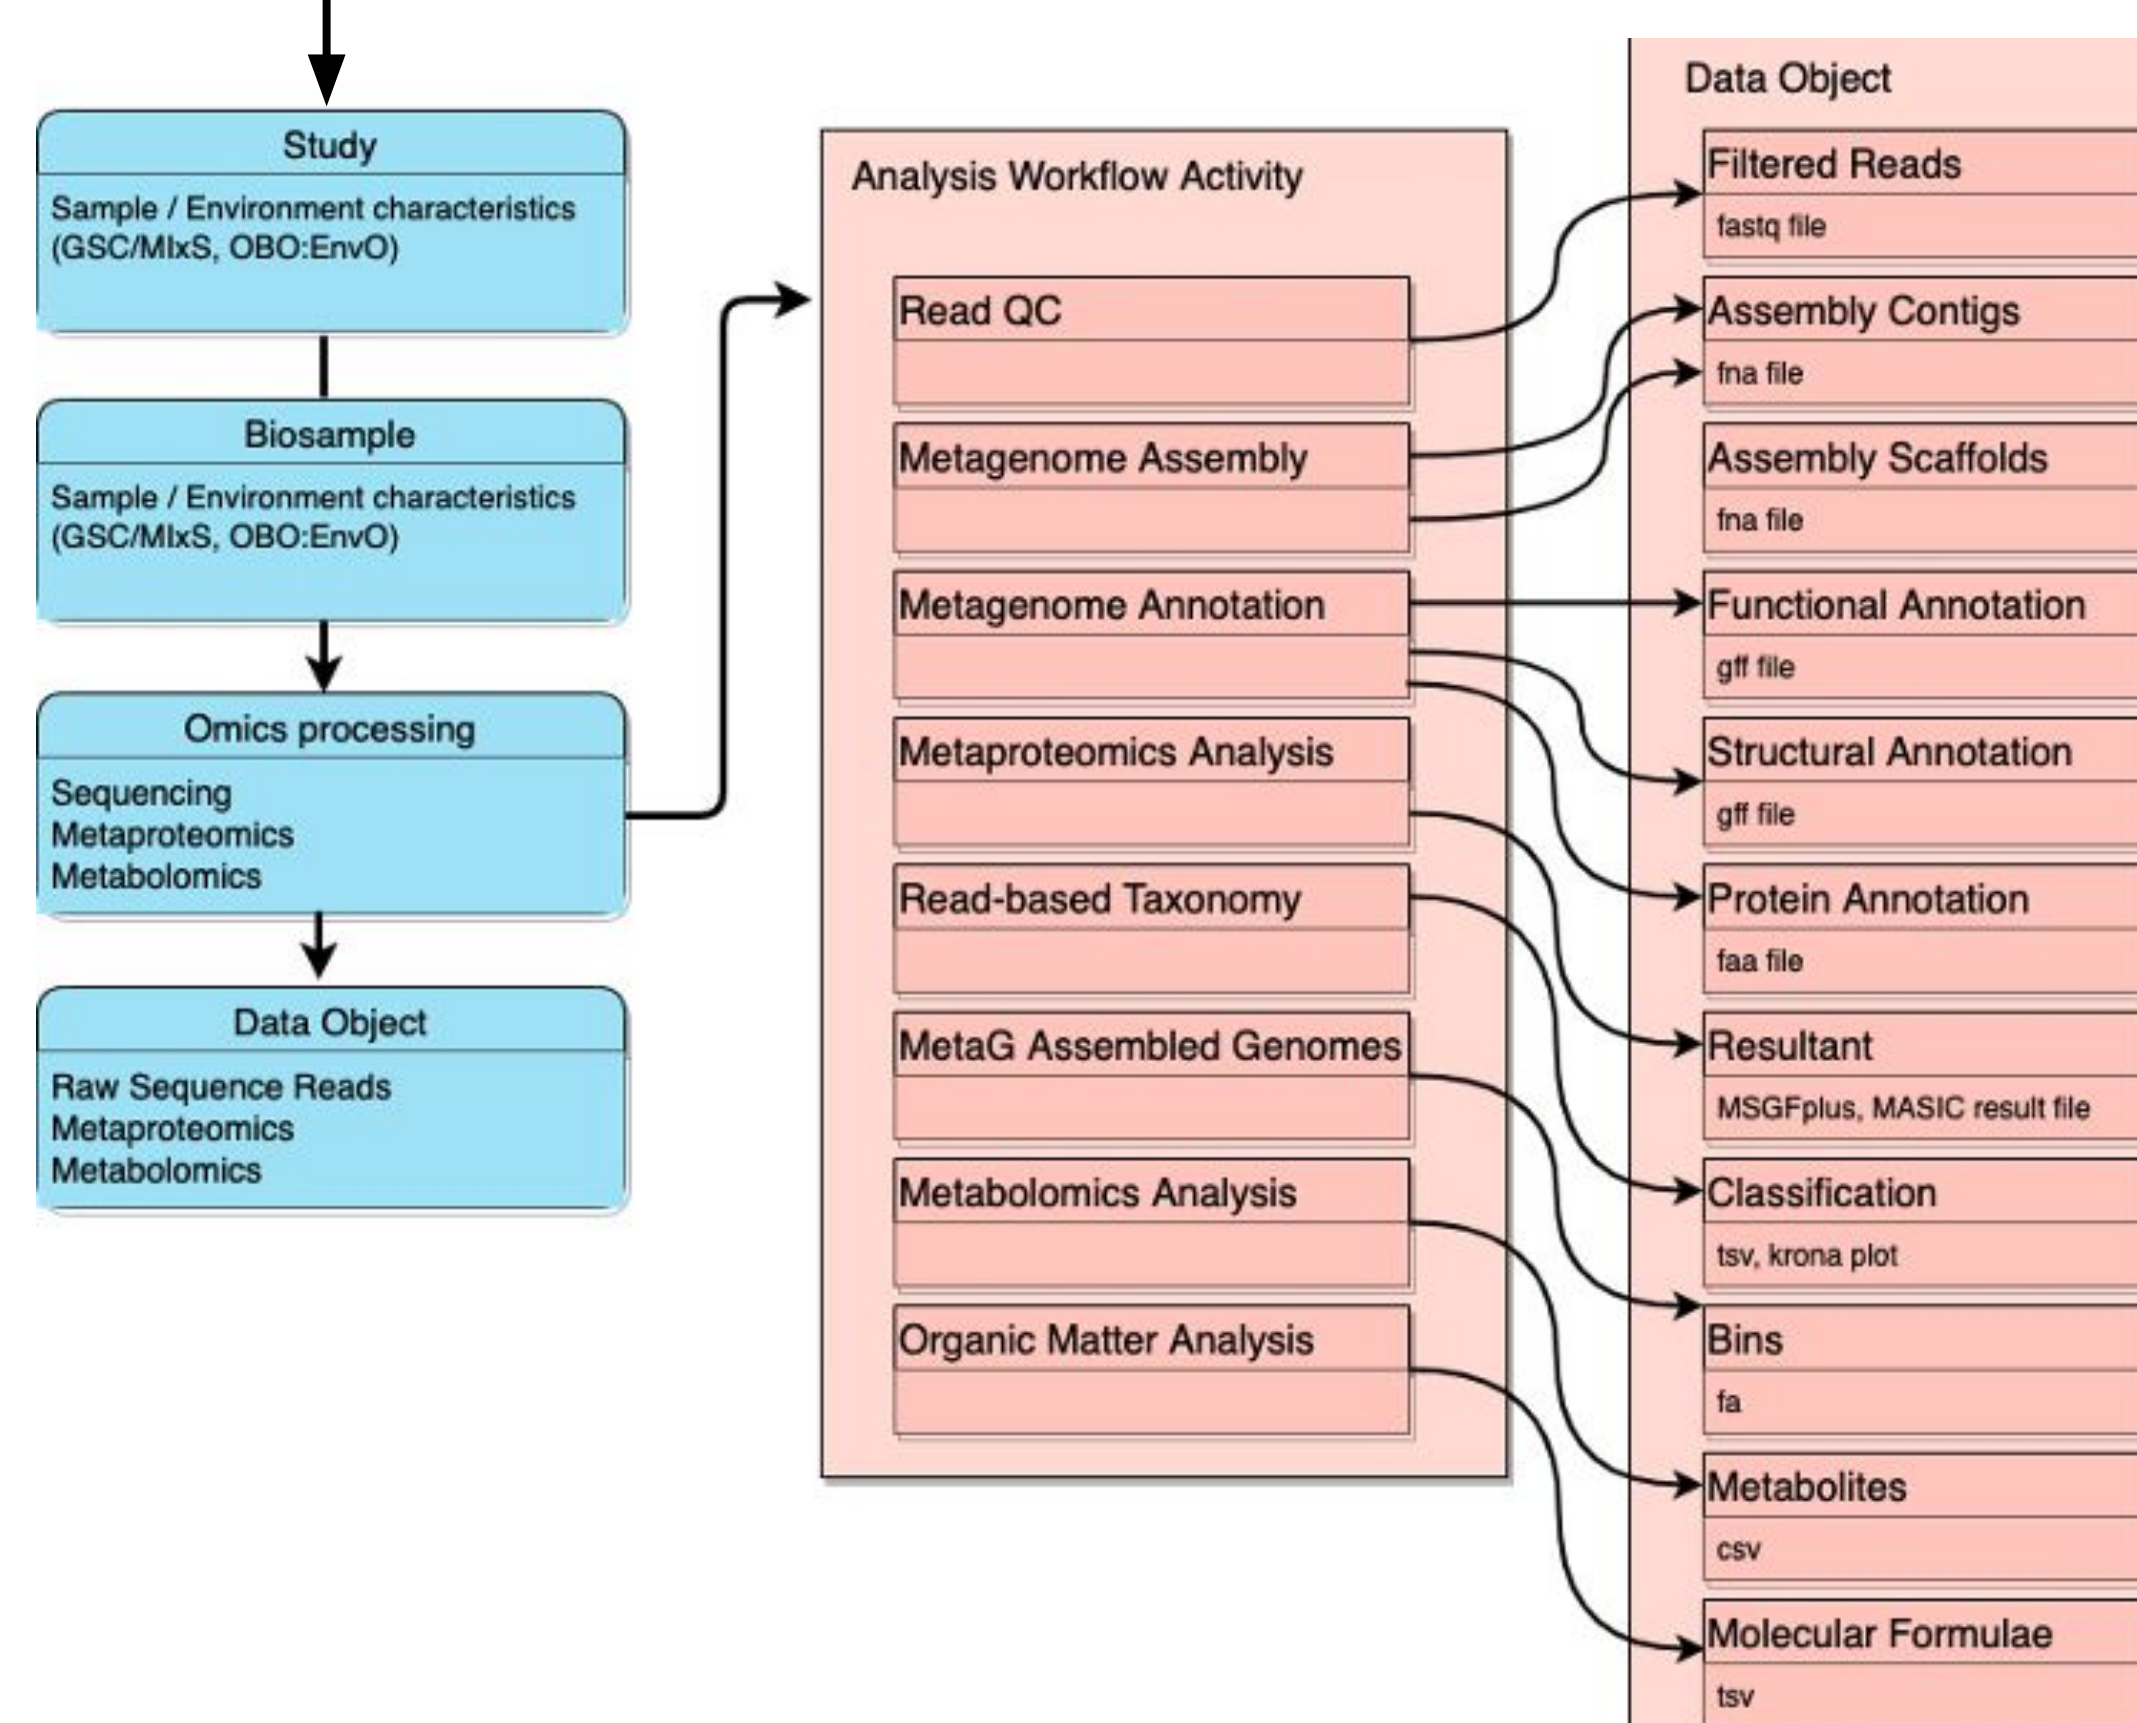 Study
Sample / Environment characteristics
(GSC/MIxS, OBO:EnvO)
Biosample
Sample / Environment characteristics
(GSC/MIxS, OBO:EnvO)
Omics processing
Sequencing
Metaproteomics
Metabolomics
Data Object
Raw Sequence Reads
Metaproteomics
Metabolomics
Analysis Workflow Activity
Read QC
Metagenome Assembly
Metagenome Annotation
Metaproteomics Analysis
Read-based Taxonomy
MetaG Assembled Genomes
Metabolomics Analysis
Organic Matter Analysis
Data Object
Filtered Reads
fastq file
Assembly Contigs
fna file
Assembly Scaffolds
fna file
Functional Annotation
gff file
Structural Annotation
gff file
Protein Annotation
faa file
Resultant
MSGFplus, MASIC result file
Classification
tsv, krona plot
Bins
fa
Metabolites
csv
Molecular Formulae
tsv